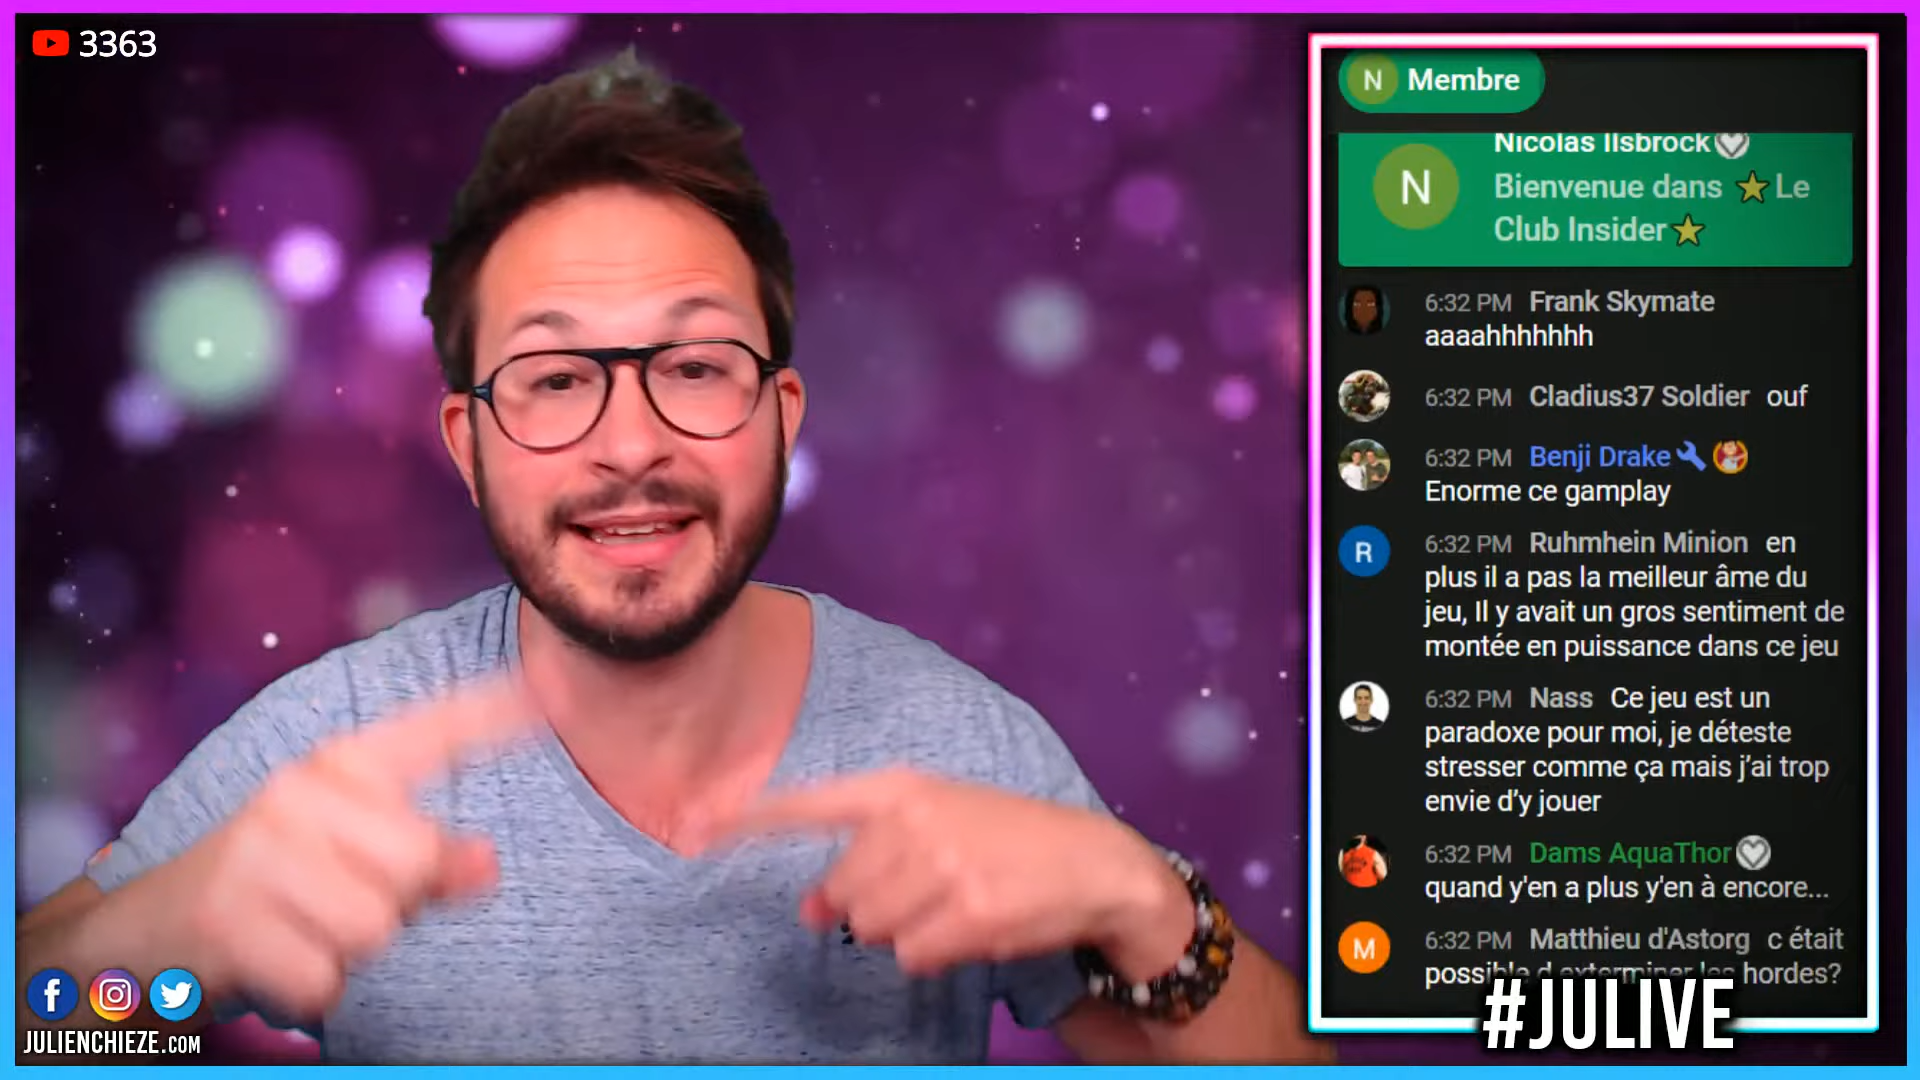 3363
N Membre
Nicolas Ilsbrock
N
Bienvenue dans ⭐Le
Club Insider⭐
6:32 PM Frank Skymate
aaaahhhhhhh
6:32 PM Cladius37 Soldier ouf
6:32 PM Benji Drake
Enorme ce gamplay
R
6:32 PM Ruhmhein Minion en
plus il a pas la meilleur âme du
jeu, Il y avait un gros sentiment de
montée en puissance dans ce jeu
6:32 PM Nass Ce jeu est un
paradoxe pour moi, je déteste
stresser comme ça mais j’ai trop
envie d’y jouer
6:32 PM Dams AquaThor
quand y'en a plus y'en à encore...
M
6:32 PM Matthieu d'Astorg c était
possible d exterminer les hordes?
#JULIVE
JULIENCHIEZE.COM